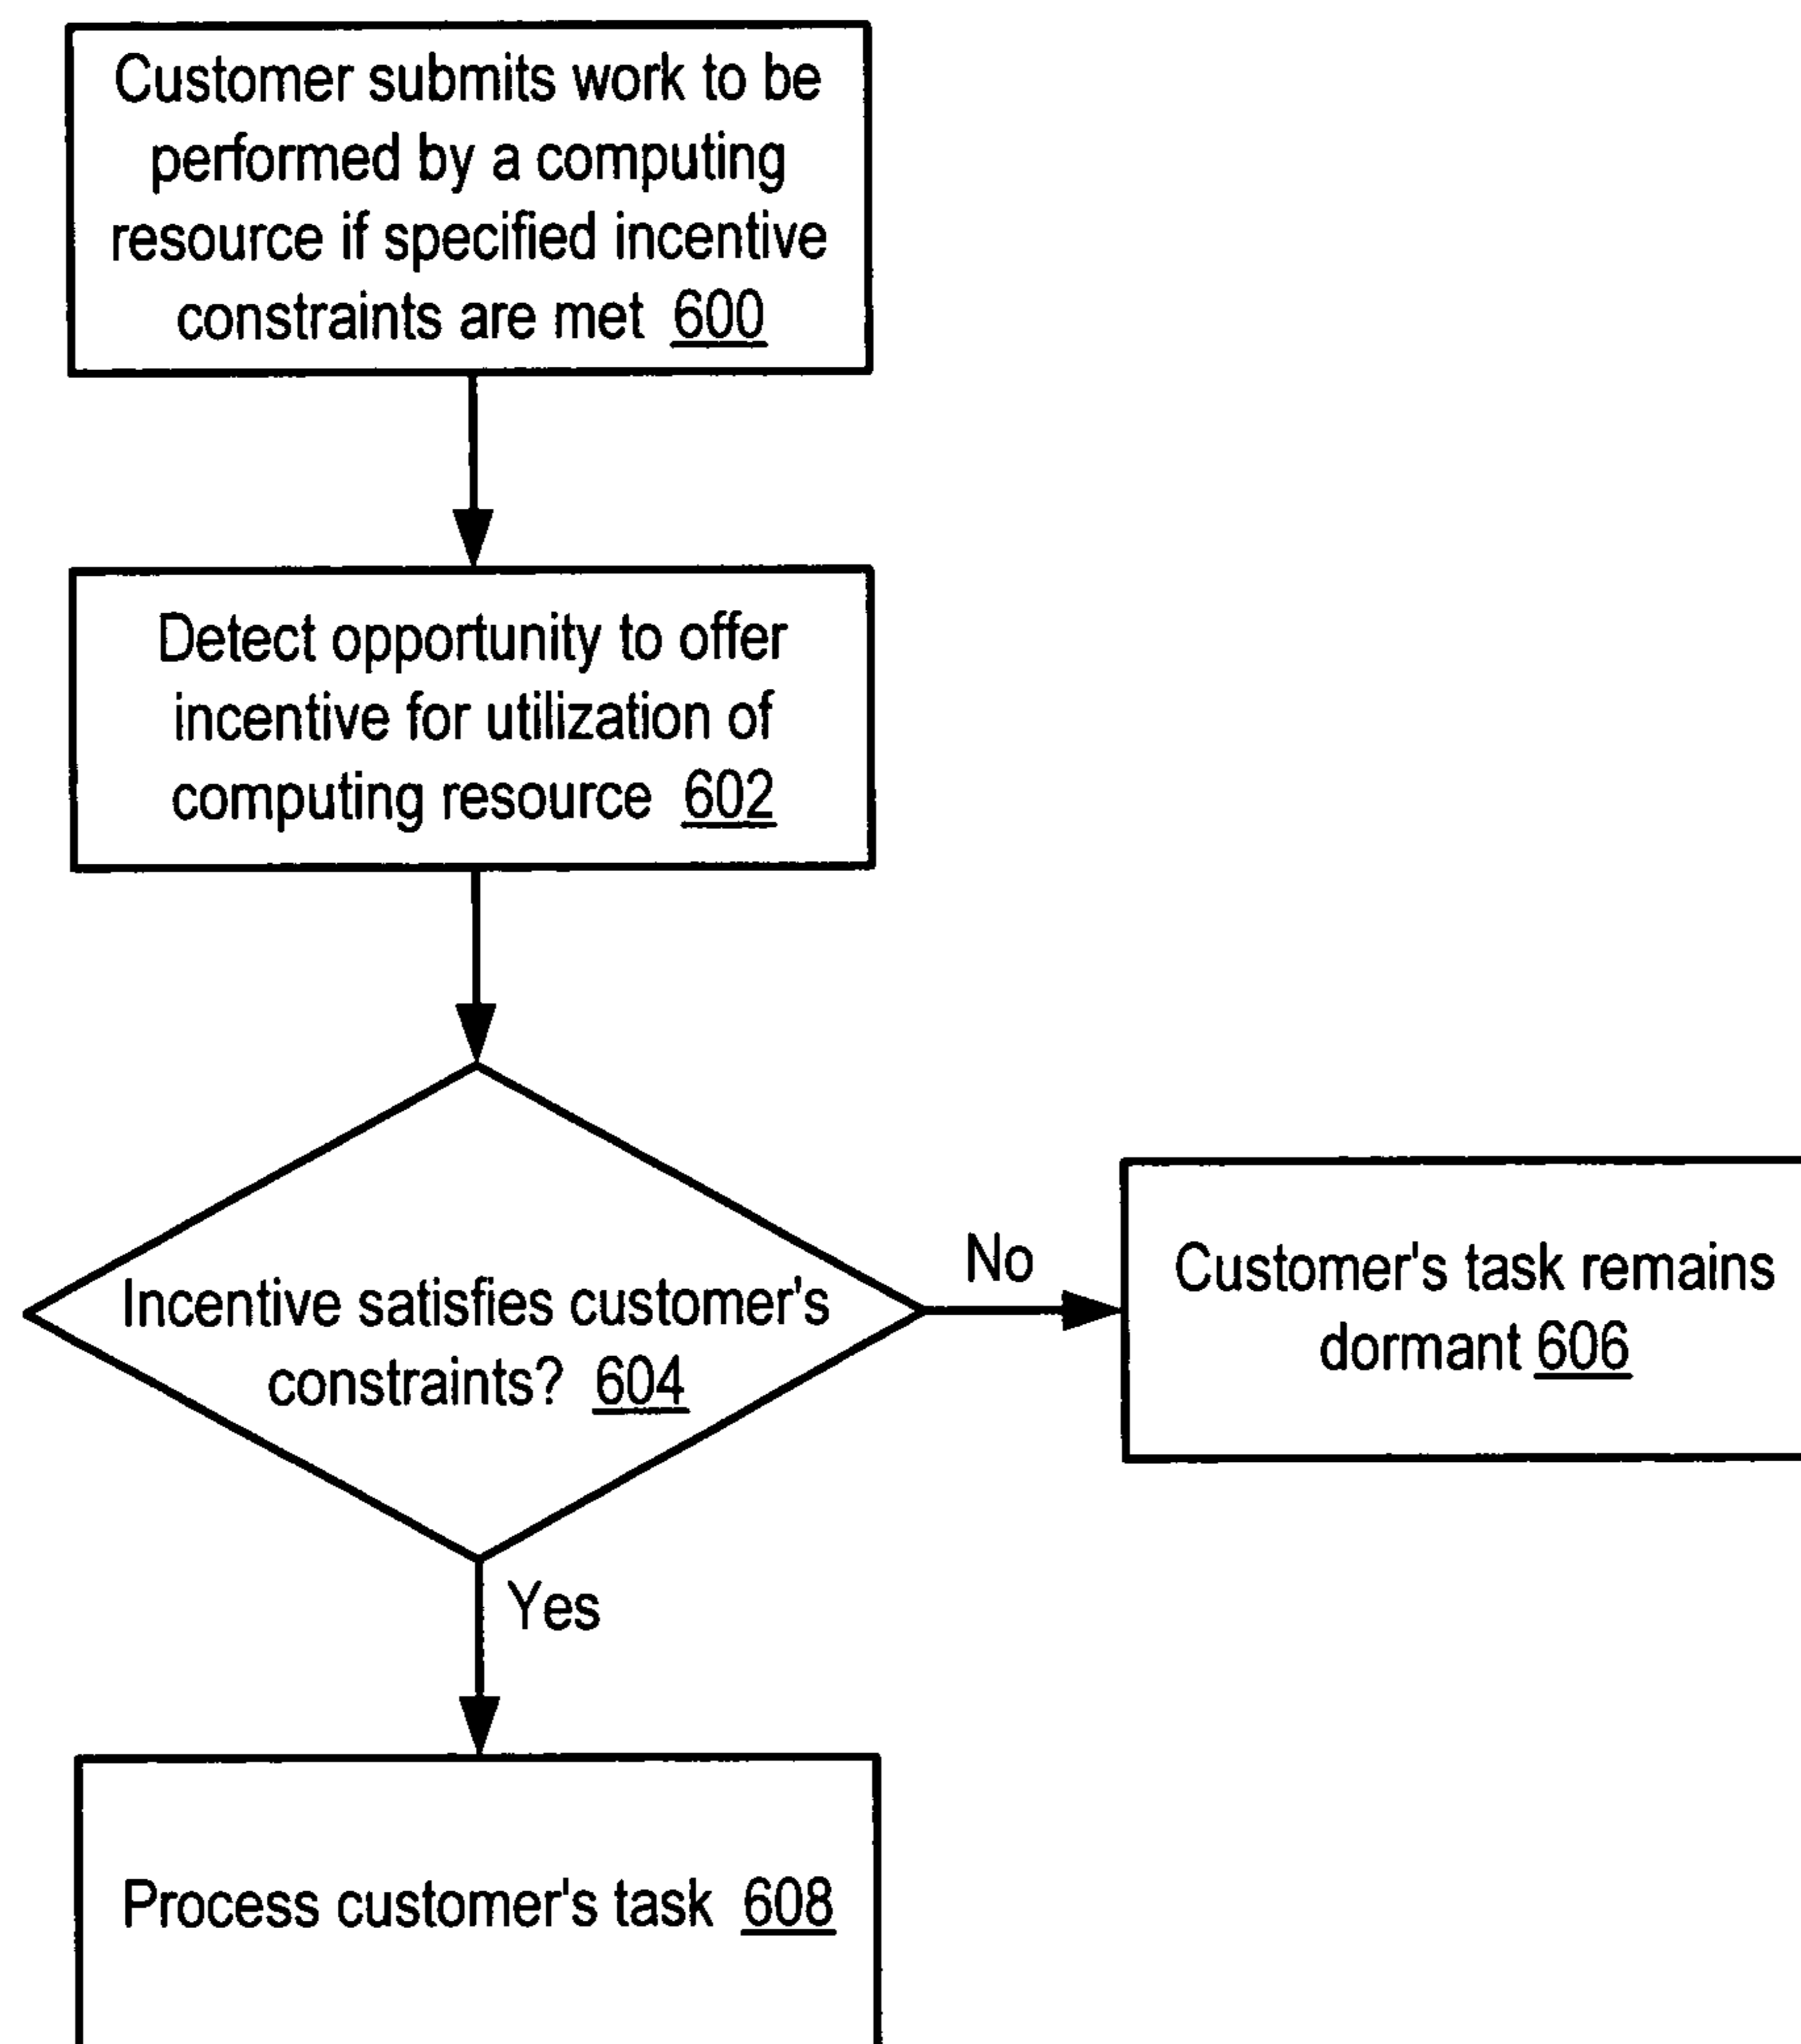 Customer submits work to be
performed by a computing
resource if specified incentive
constraints are met 600
Detect opportunity to offer
incentive for utilization of
computing resource 602
Incentive satisfies customer's
constraints? 604
No
Customer's task remains
dormant 606
Yes
Process customer's task 608